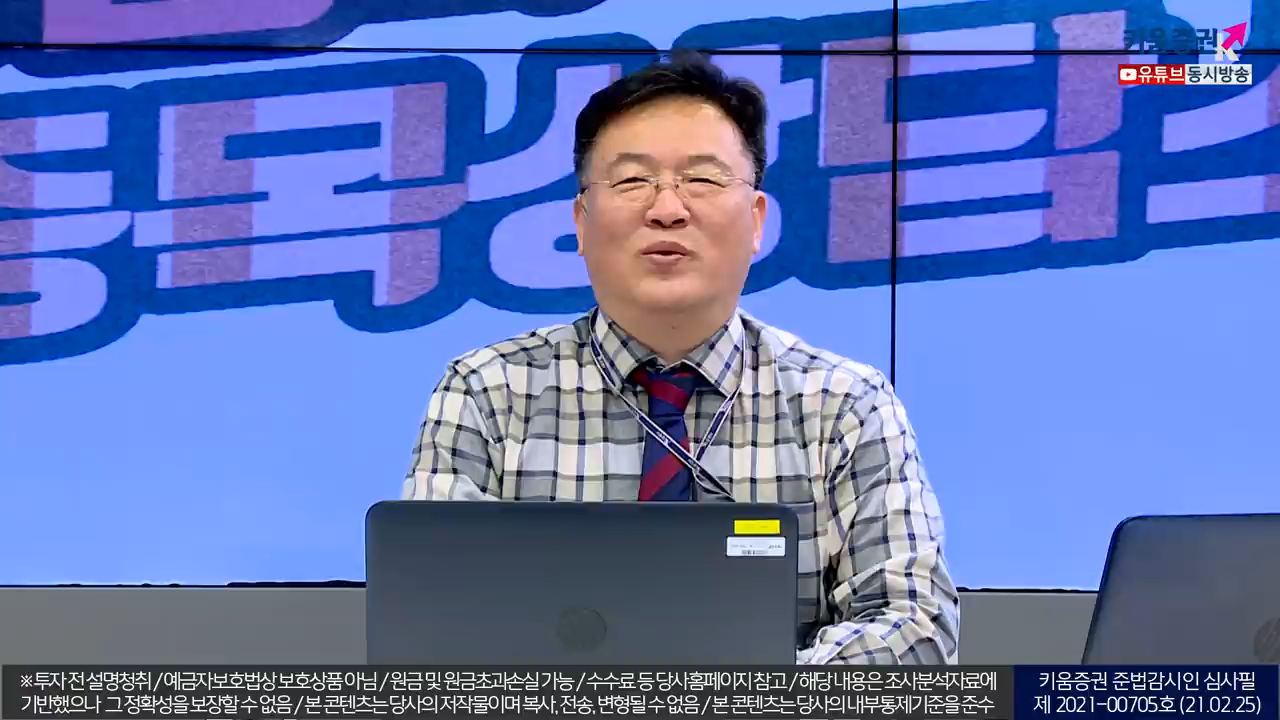 키움증권
유튜브 동시방송
종목상담소
※ 투자 전 설명청취 / 예금자보호법상 보호상품 아님 / 원금 및 원금초과손실 가능 / 수수료 등 당사홈페이지 참고 / 해당 내용은 조사분석자료에
기반했으나 그 정확성을 보장할 수 없음 / 본 콘텐츠는 당사의 저작물이며 복사, 전송, 변형될 수 없음 / 본 콘텐츠는 당사의 내부통제기준을 준수
키움증권 준법감시인 심사필
제 2021-00705호 (21.02.25)